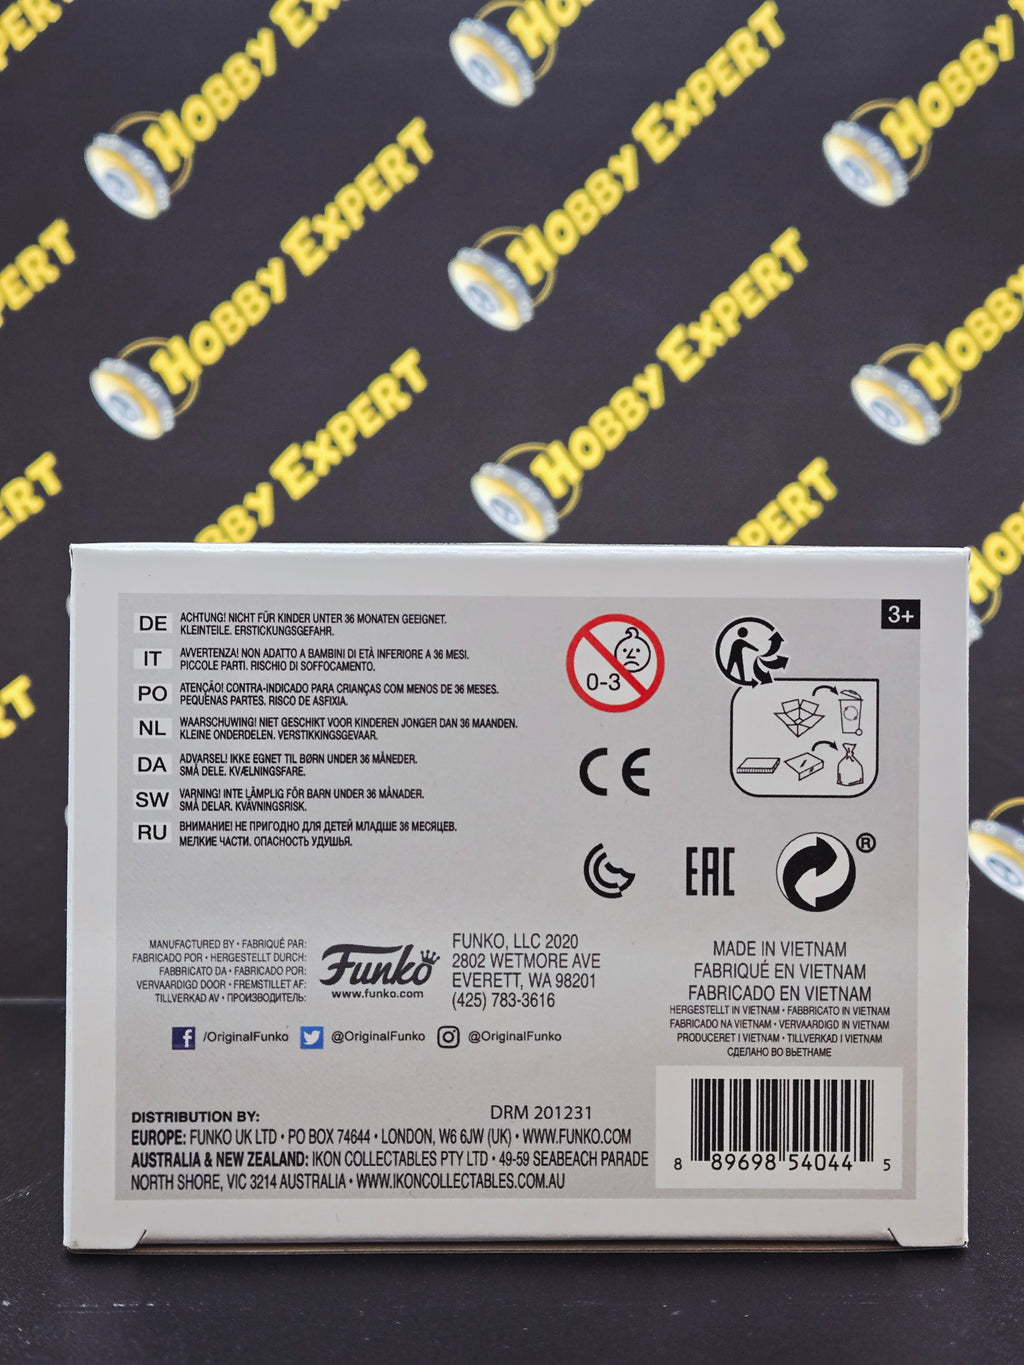 HOBBY EXPERT
HOBBY EXPERT
HOBBY EXPERT
HOBBY EXPERT
HOBBY EXPERT
HOBBY EXPERT
3+
DE
ACHTUNG! NICHT FÜR KINDER UNTER 36 MONATEN GEEIGNET.
KLEINTEILE. ERSTICKUNGSGEFAHR.
IT
AVVERTENZA! NON ADATTO A BAMBINI DI ETÀ INFERIORE A 36 MESI.
PICCOLE PARTI. RISCHIO DI SOFFOCAMENTO.
PO
ATENÇÃO! CONTRA-INDICADO PARA CRIANÇAS COM MENOS DE 36 MESES.
PEQUENAS PARTES. RISCO DE ASFIXIA.
NL
WAARSCHUWING! NIET GESCHIKT VOOR KINDEREN JONGER DAN 36 MAANDEN.
KLEINE ONDERDELEN. VERSTIKKINGSGEVAAR.
DA
ADVARSEL! IKKE EGNET TIL BØRN UNDER 36 MÅNEDER.
SMÅ DELE. KVÆLNINGSFARE.
SW
VARNING! INTE LÄMPLIG FÖR BARN UNDER 36 MÅNADER.
SMÅ DELAR. KVÄVNINGSRISK.
RU
ВНИМАНИЕ! НЕ ПРИГОДНО ДЛЯ ДЕТЕЙ МЛАДШЕ 36 МЕСЯЦЕВ.
МЕЛКИЕ ЧАСТИ. ОПАСНОСТЬ УДУШЬЯ.
0-3
CE
EAC
®
MANUFACTURED BY • FABRIQUÉ PAR:
FABRICADO POR • HERGESTELLT DURCH:
FABBRICATO DA • FABRICADO POR:
VERVAARDIGD DOOR • FREMSTILLET AF:
TILLVERKAD AV • ПРОИЗВОДИТЕЛЬ:
Funko
www.funko.com
FUNKO, LLC 2020
2802 WETMORE AVE
EVERETT, WA 98201
(425) 783-3616
/OriginalFunko @OriginalFunko @OriginalFunko
MADE IN VIETNAM
FABRIQUÉ EN VIETNAM
FABRICADO EN VIETNAM
HERGESTELLT IN VIETNAM • FABBRICATO IN VIETNAM
FABRICADO NA VIETNAM • VERVAARDIGD IN VIETNAM
PRODUCERET I VIETNAM • TILLVERKAD I VIETNAM
СДЕЛАНО ВО ВЬЕТНАМЕ
DRM 201231
DISTRIBUTION BY:
EUROPE: FUNKO UK LTD • PO BOX 74644 • LONDON, W6 6JW (UK) • WWW.FUNKO.COM
AUSTRALIA & NEW ZEALAND: IKON COLLECTABLES PTY LTD • 49-59 SEABEACH PARADE
NORTH SHORE, VIC 3214 AUSTRALIA • WWW.IKONCOLLECTABLES.COM.AU
8 89698 54044 5